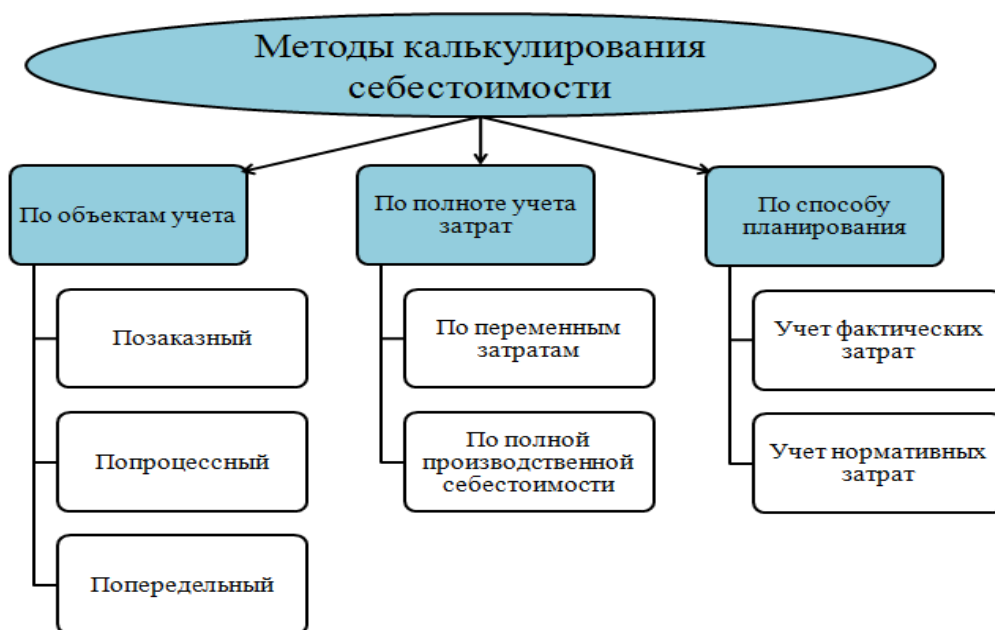 Методы калькулирования
себестоимости
По объектам учета
По полноте учета
затрат
По способу
планирования
Позаказный
По переменным
затратам
Учет фактических
затрат
Попроцессный
По полной
производственной
себестоимости
Учет нормативных
затрат
Попередельный